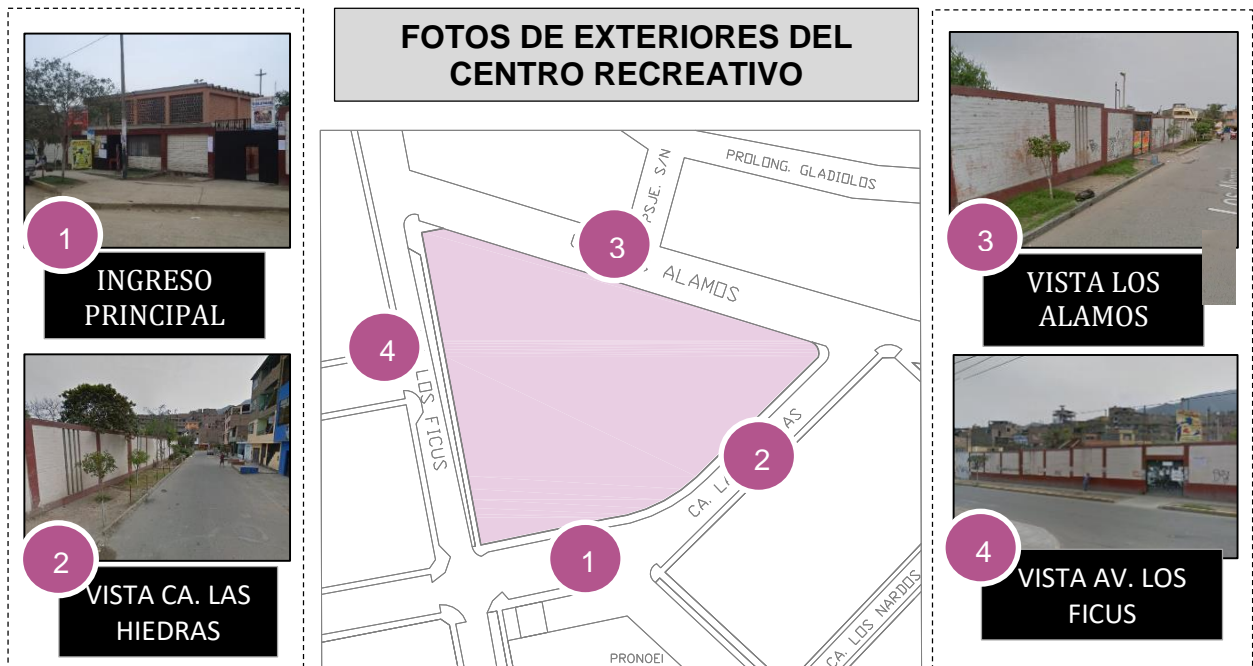 FOTOS DE EXTERIORES DEL
CENTRO RECREATIVO
1
INGRESO
PRINCIPAL
2
VISTA CA. LAS
HIEDRAS
PROLONG. GLADIOLOS
PSJE. S/N
3
ALAMOS
4
LOS FICUS
2
CA.
1
CA. LOS NARDOS
PRONOEI
3
VISTA LOS
ALAMOS
4
VISTA AV. LOS
FICUS